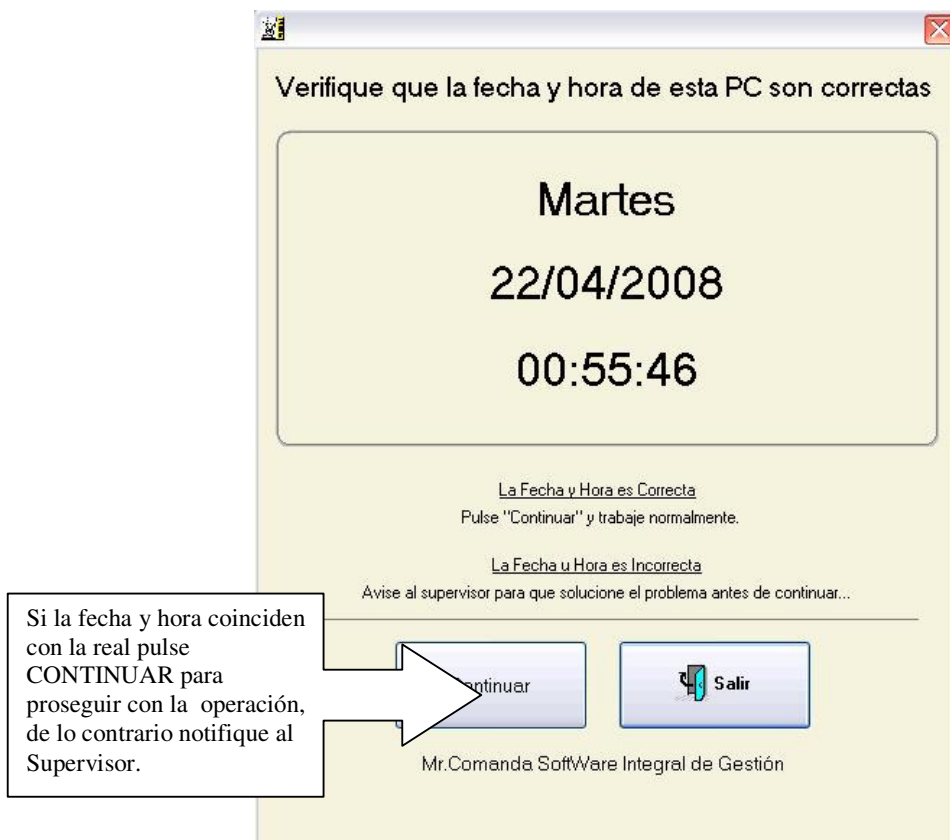 Verifique que la fecha y hora de esta PC son correctas
Martes
22/04/2008
00:55:46
La Fecha y Hora es Correcta
Pulse "Continuar" y trabaje normalmente.
La Fecha u Hora es Incorrecta
Avise al supervisor para que solucione el problema antes de continuar...
Si la fecha y hora coinciden
con la real pulse
CONTINUAR para
proseguir con la operación,
de lo contrario notifique al
Supervisor.
Continuar
Salir
Mr.Comanda SoftWare Integral de Gestión